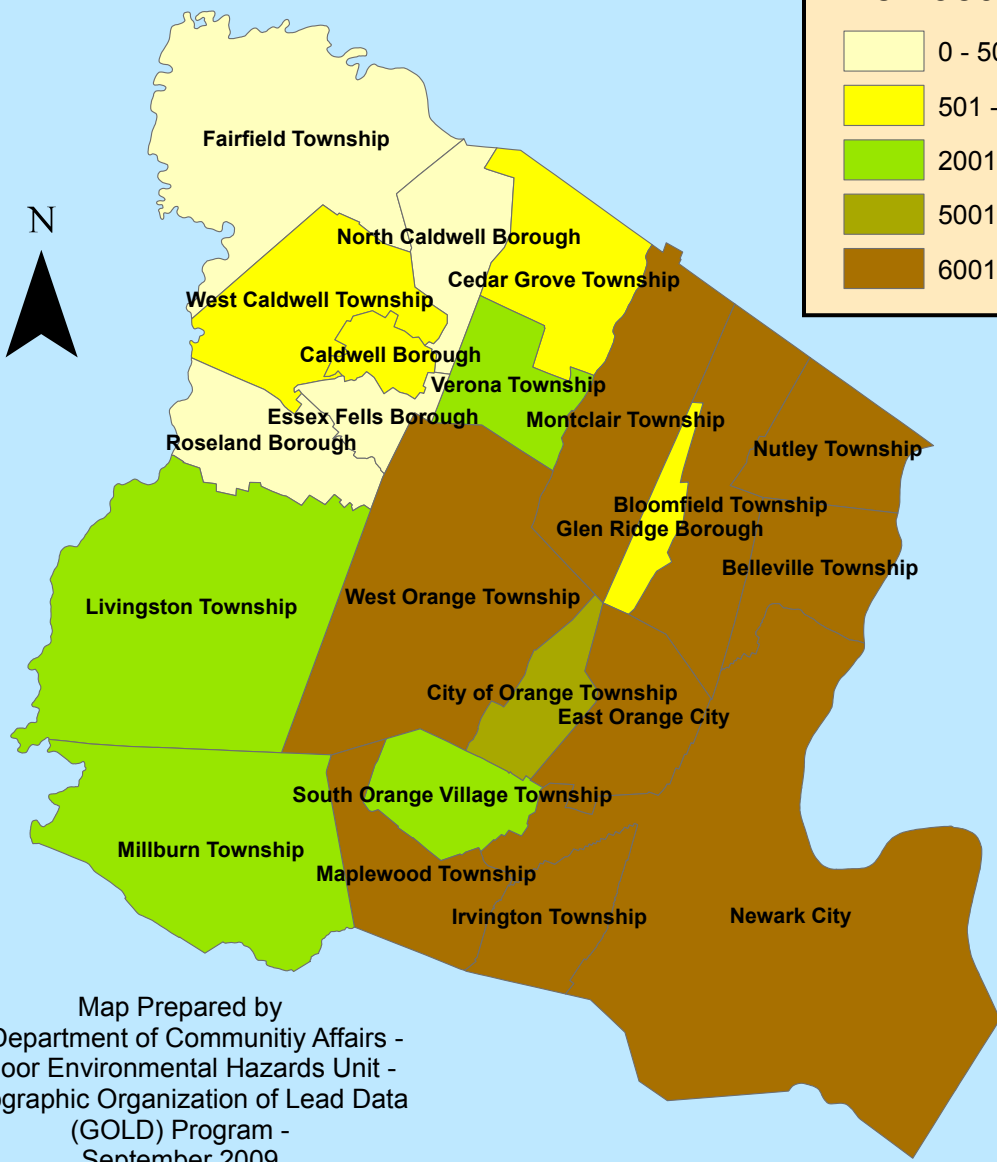 0 - 50
501 -
2001
5001
6001
Fairfield Township
N
North Caldwell Borough
Cedar Grove Township
West Caldwell Township
Caldwell Borough
Verona Township
Essex Fells Borough
Montclair Township
Roseland Borough
Nutley Township
Bloomfield Township
Glen Ridge Borough
Belleville Township
West Orange Township
Livingston Township
City of Orange Township
East Orange City
South Orange Village Township
Millburn Township
Maplewood Township
Irvington Township
Newark City
Map Prepared by
Department of Communitiy Affairs -
oor Environmental Hazards Unit -
ographic Organization of Lead Data
(GOLD) Program -
September 2009